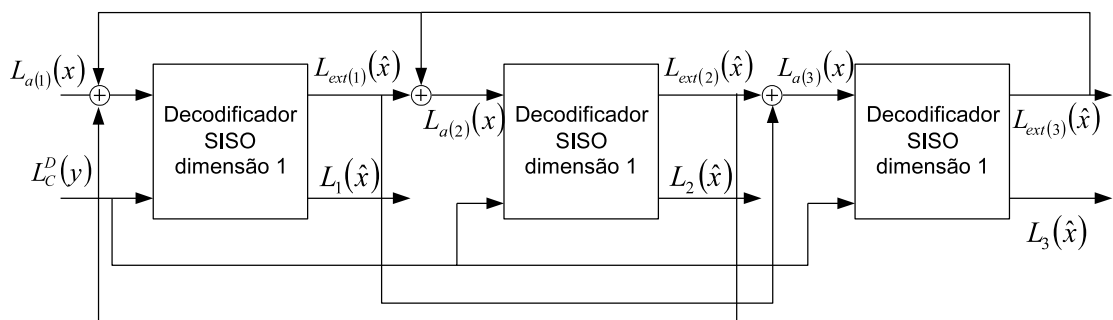 L_{a(1)}(x)
+
L_C^D(y)
Decodificador
SISO
dimensão 1
L_{ext(1)}(x̂)
L_1(x̂)
+
L_{a(2)}(x)
Decodificador
SISO
dimensão 1
L_{ext(2)}(x̂)
L_2(x̂)
+
L_{a(3)}(x)
Decodificador
SISO
dimensão 1
L_{ext(3)}(x̂)
L_3(x̂)